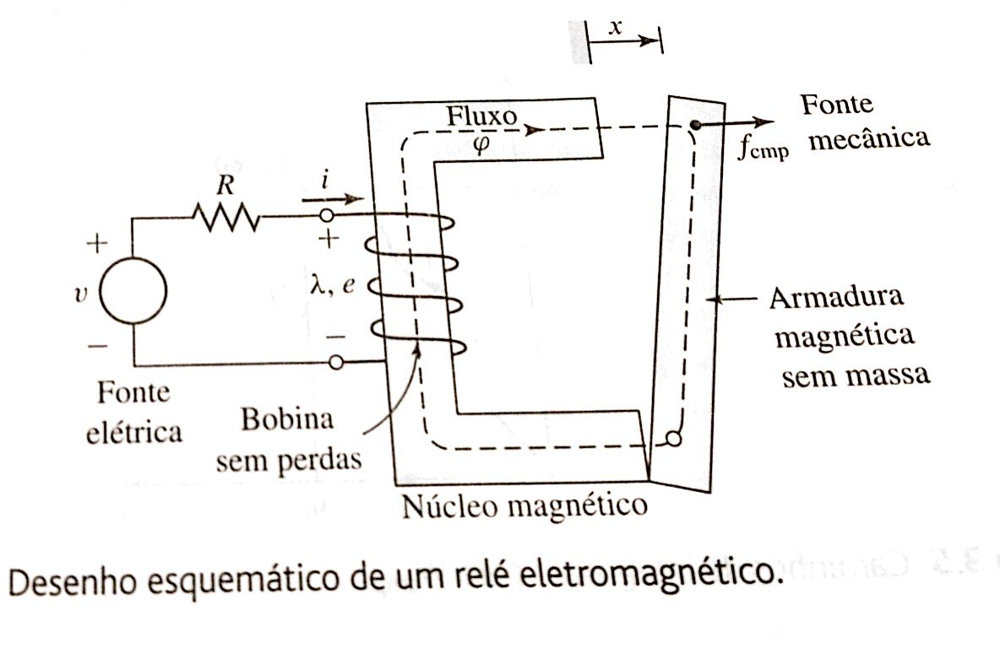 x
Fluxo
φ
Fonte
mecânica
fcmp
R
i
+
+
v
λ, e
−
−
Armadura
magnética
sem massa
Fonte
elétrica
Bobina
sem perdas
Núcleo magnético
Desenho esquemático de um relé eletromagnético.